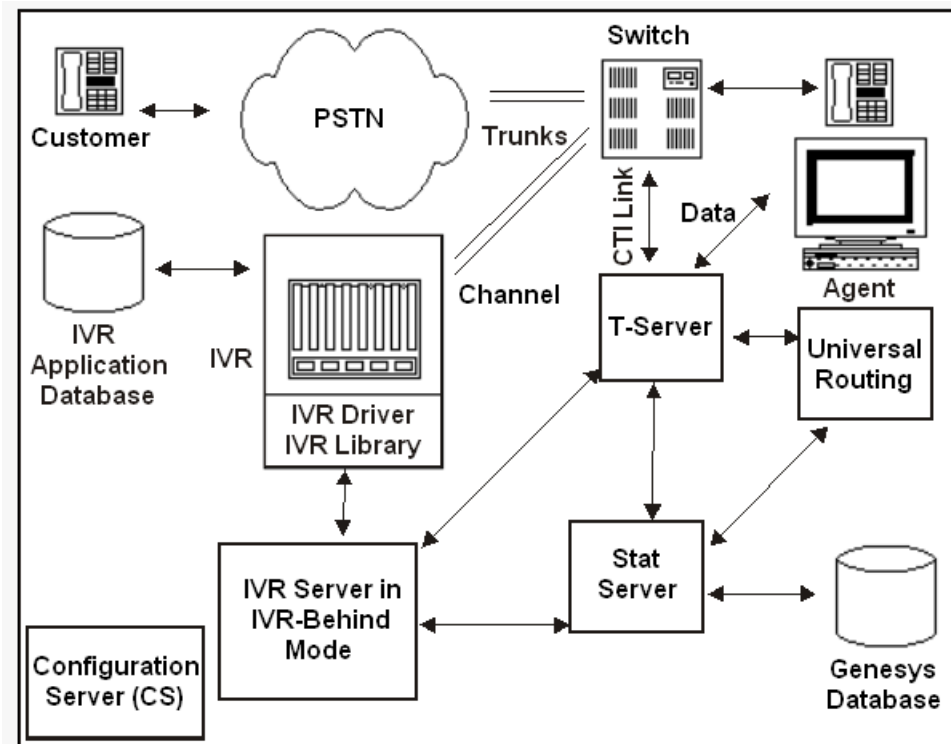 Switch
Customer
PSTN
Trunks
CTI Link
Data
Agent
IVR
Application
Database
IVR
Channel
T-Server
Universal
Routing
IVR Driver
IVR Library
IVR Server in
IVR-Behind
Mode
Stat
Server
Configuration
Server (CS)
Genesys
Database